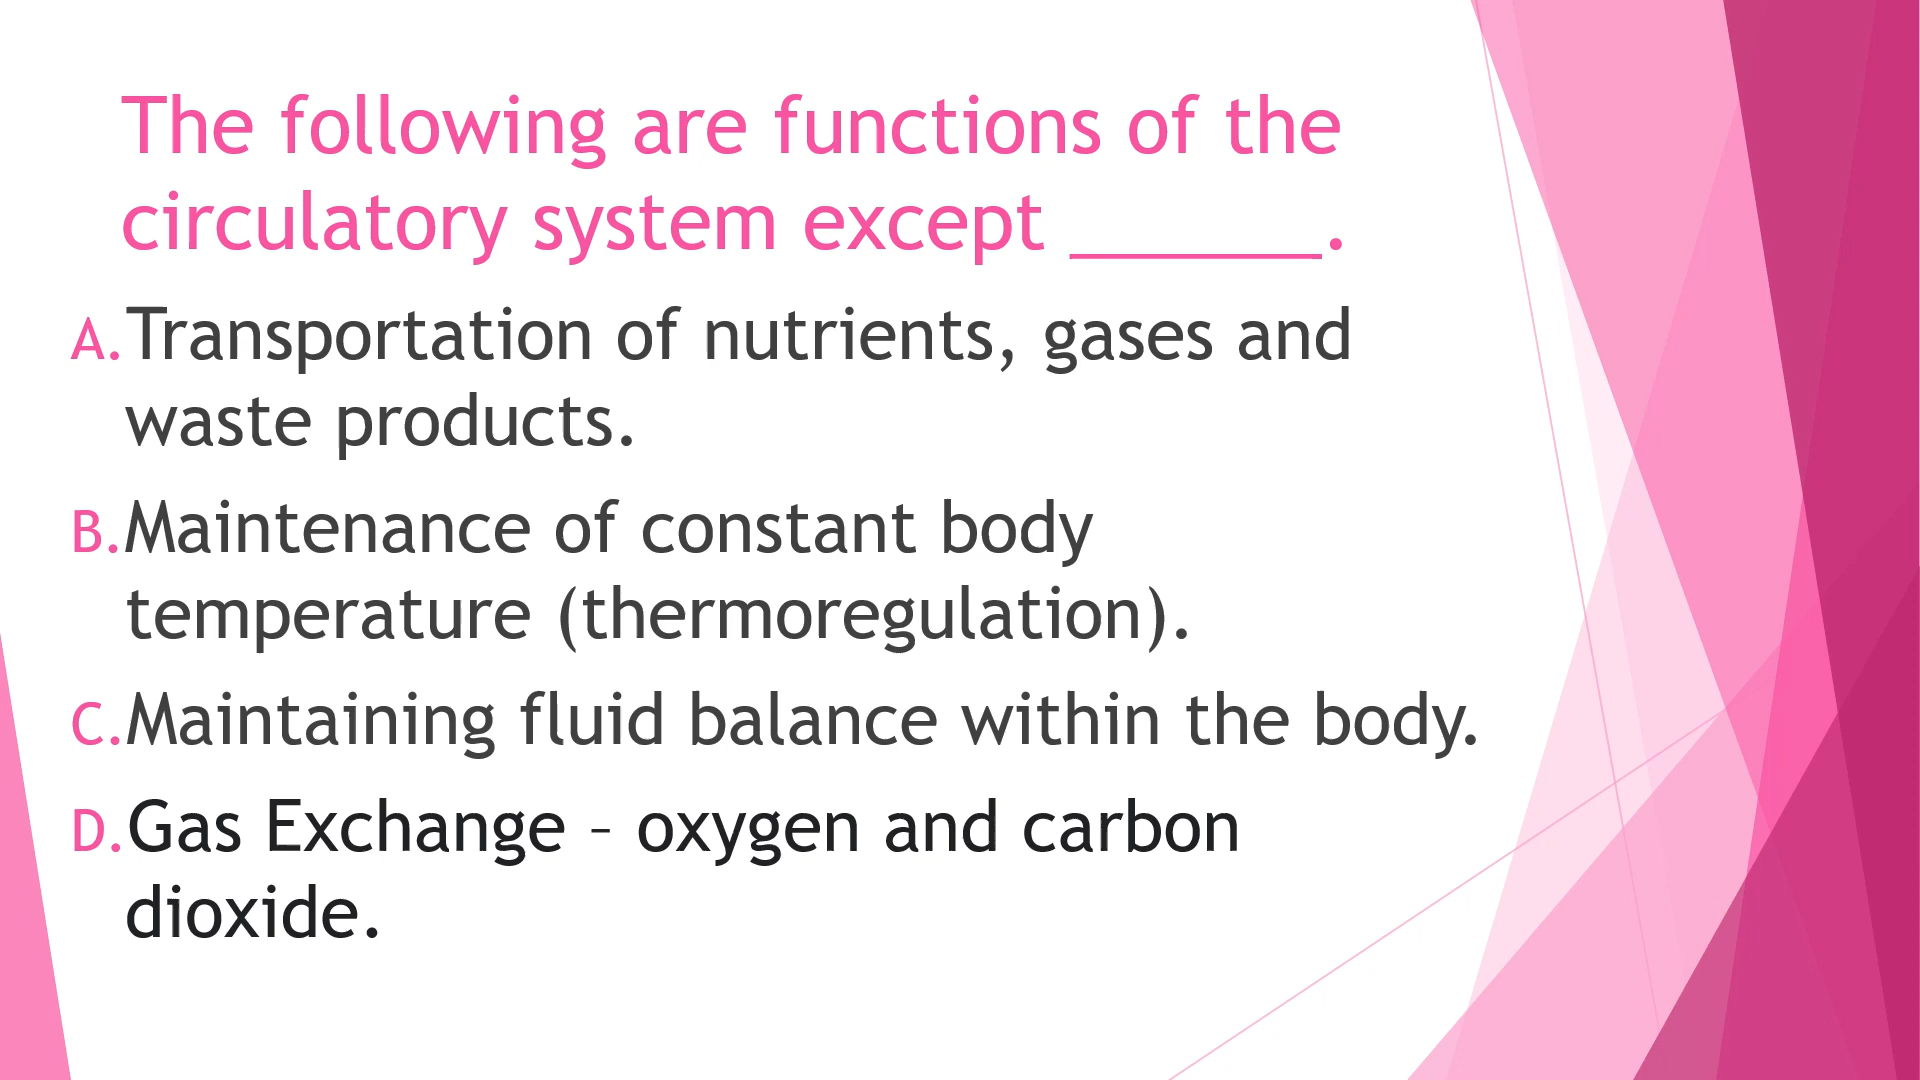 The following are functions of the
circulatory system except ______.
A.Transportation of nutrients, gases and
waste products.
B.Maintenance of constant body
temperature (thermoregulation).
C.Maintaining fluid balance within the body.
D.Gas Exchange – oxygen and carbon
dioxide.